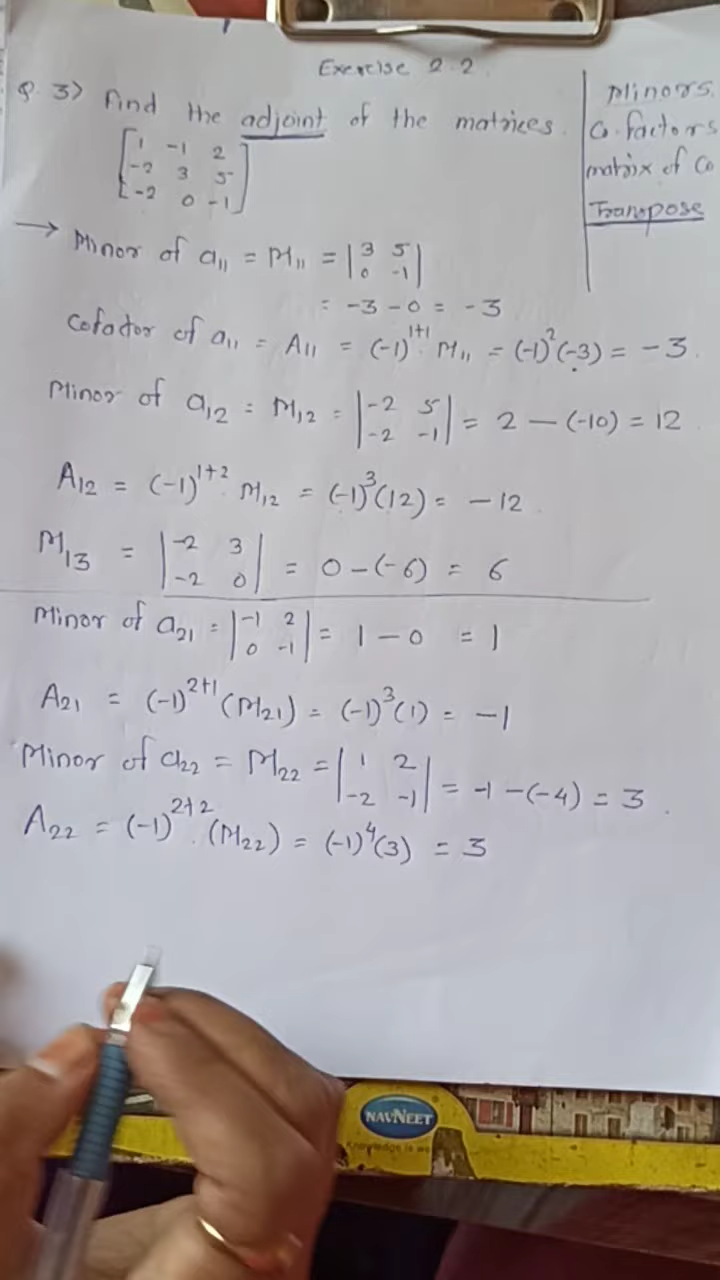 Exercise 2.2
Q. 3) Find the adjoint of the matrices.
[1 -1 2
-2 3 5
-2 0 -1]
Minors
Co.factors
matrix of Co
Transpose
→ Minor of a₁₁ = M₁₁ = |3 5
0 -1|
= -3 - 0 = -3
Cofactor of a₁₁ = A₁₁ = (-1)¹⁺¹ M₁₁ = (-1)²(-3) = -3.
Minor of a₁₂ = M₁₂ = |-2 5
-2 -1| = 2 - (-10) = 12
A₁₂ = (-1)¹⁺² M₁₂ = (-1)³(12) = -12.
M₁₃ = |-2 3
-2 0| = 0 - (-6) = 6
Minor of a₂₁ = |-1 2
0 -1| = 1 - 0 = 1
A₂₁ = (-1)²⁺¹ (M₂₁) = (-1)³(1) = -1
Minor of a₂₂ = M₂₂ = |1 2
-2 -1| = -1 - (-4) = 3.
A₂₂ = (-1)²⁺² (M₂₂) = (-1)⁴(3) = 3
NAVNEET
Knowledge is